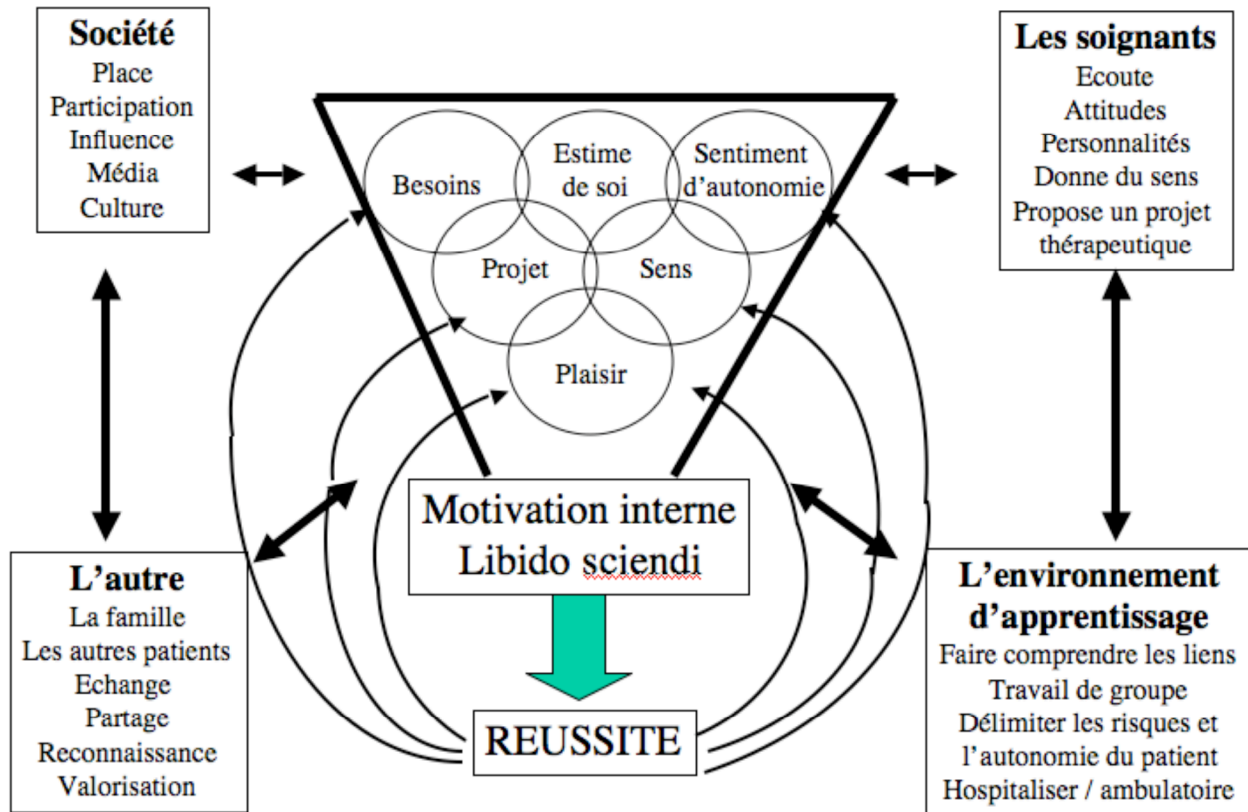 Société
Place
Participation
Influence
Média
Culture
Les soignants
Ecoute
Attitudes
Personnalités
Donne du sens
Propose un projet
thérapeutique
Besoins
Estime
de soi
Sentiment
d'autonomie
Projet
Sens
Plaisir
Motivation interne
Libido sciendi
REUSSITE
L'autre
La famille
Les autres patients
Echange
Partage
Reconnaissance
Valorisation
L'environnement
d'apprentissage
Faire comprendre les liens
Travail de groupe
Délimiter les risques et
l'autonomie du patient
Hospitaliser / ambulatoire